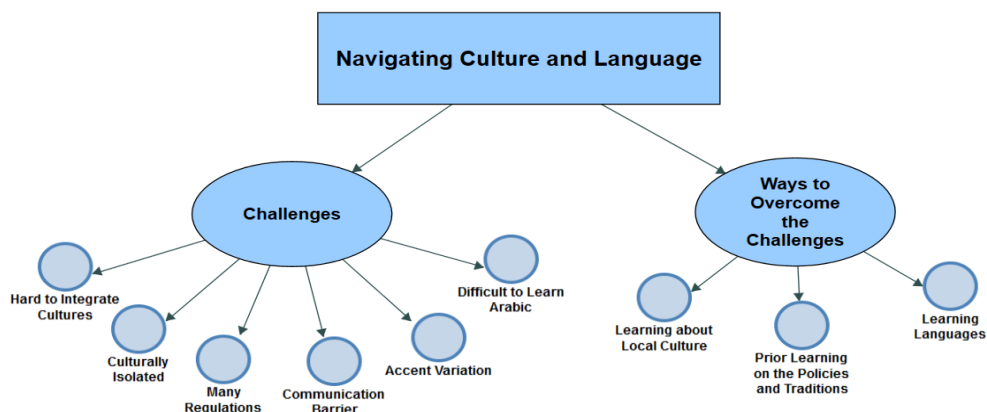 Navigating Culture and Language
Challenges
Ways to
Overcome
the
Challenges
Hard to Integrate
Cultures
Culturally
Isolated
Many
Regulations
Communication
Barrier
Accent Variation
Difficult to Learn
Arabic
Learning about
Local Culture
Prior Learning
on the Policies
and Traditions
Learning
Languages